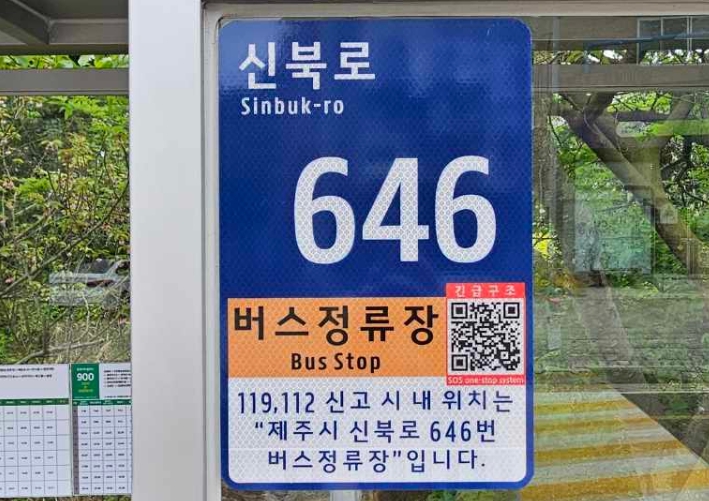 신북로
Sinbuk-ro
646
버스정류장
Bus Stop
긴급구조
SOS one-stop system
119,112 신고 시 내 위치는
“제주시 신북로 646번
버스정류장”입니다.
900